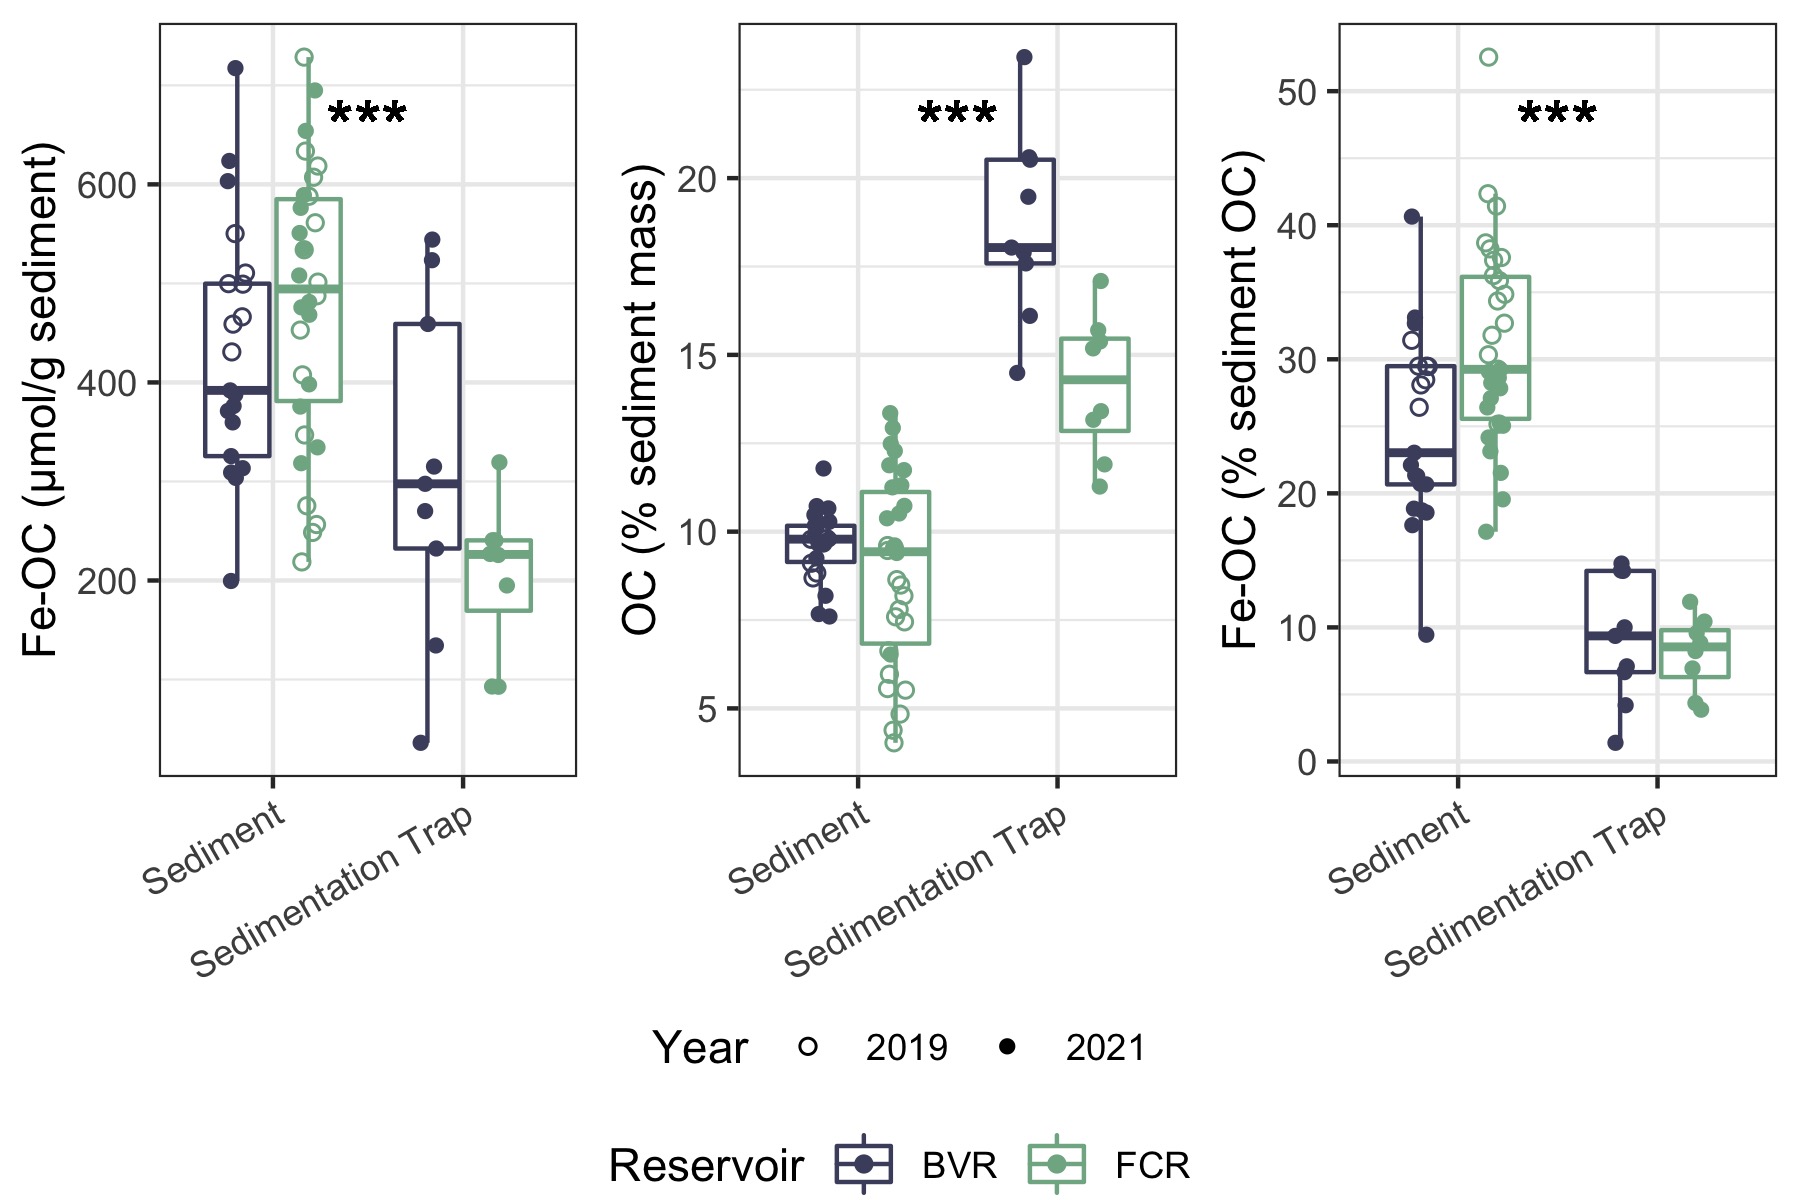 Fe-OC (μmol/g sediment)
600
400
200
***
Sediment
Sedimentation Trap
OC (% sediment mass)
20
15
10
5
***
Sediment
Sedimentation Trap
Fe-OC (% sediment OC)
50
40
30
20
10
0
***
Sediment
Sedimentation Trap
Year 2019 2021
Reservoir BVR FCR